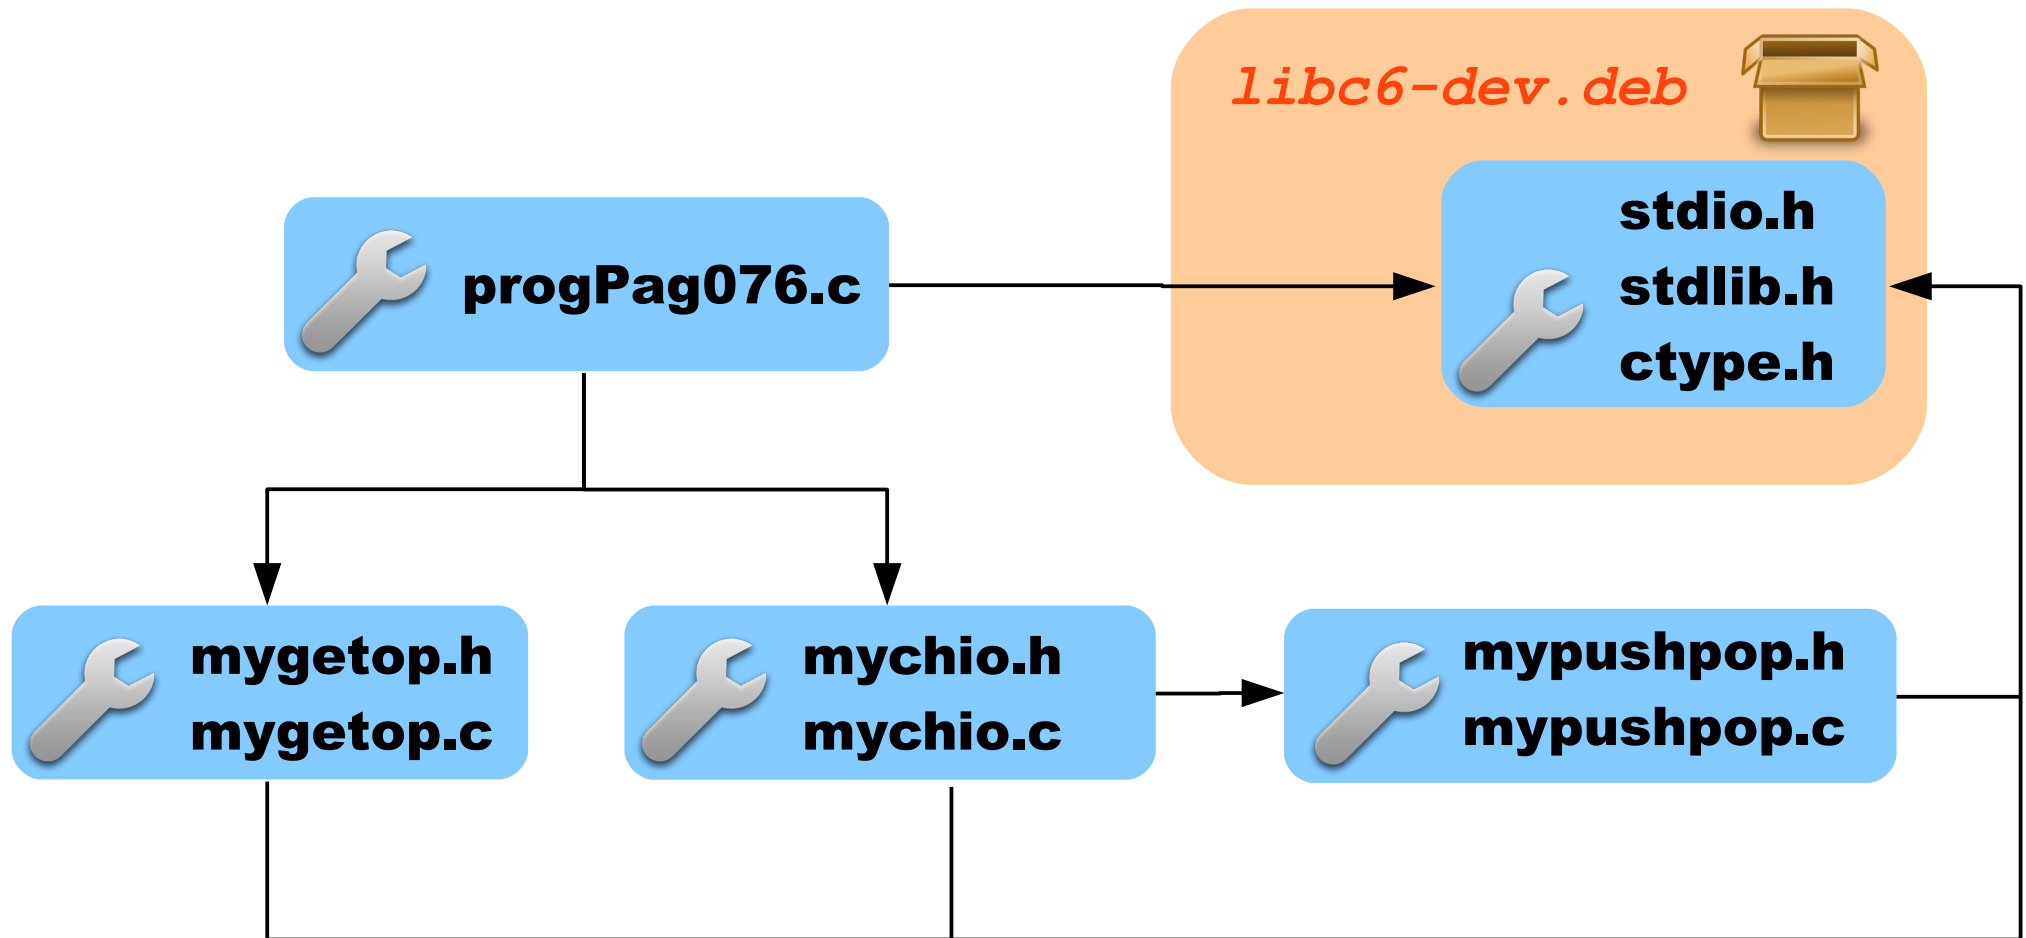 libc6-dev.deb
stdio.h
progPag076.c
stdlib.h
ctype.h
mygetop.h
mygetop.c
mychio.h
mychio.c
mypushpop.h
mypushpop.c